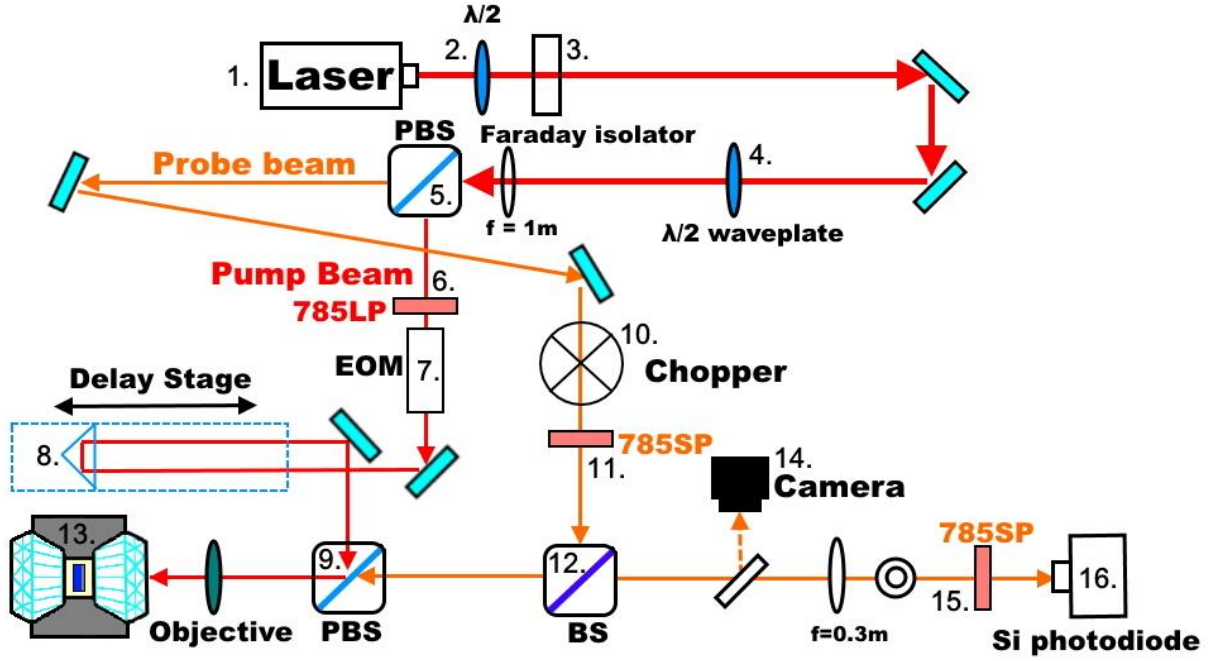 λ/2
1. Laser
2.
3.
Faraday isolator
PBS
Probe beam
5.
f = 1m
4.
λ/2 waveplate
Pump Beam
6.
785LP
EOM
7.
10.
Chopper
Delay Stage
8.
785SP
11.
14.
Camera
13.
Objective
9.
PBS
12.
BS
f=0.3m
785SP
15.
16.
Si photodiode